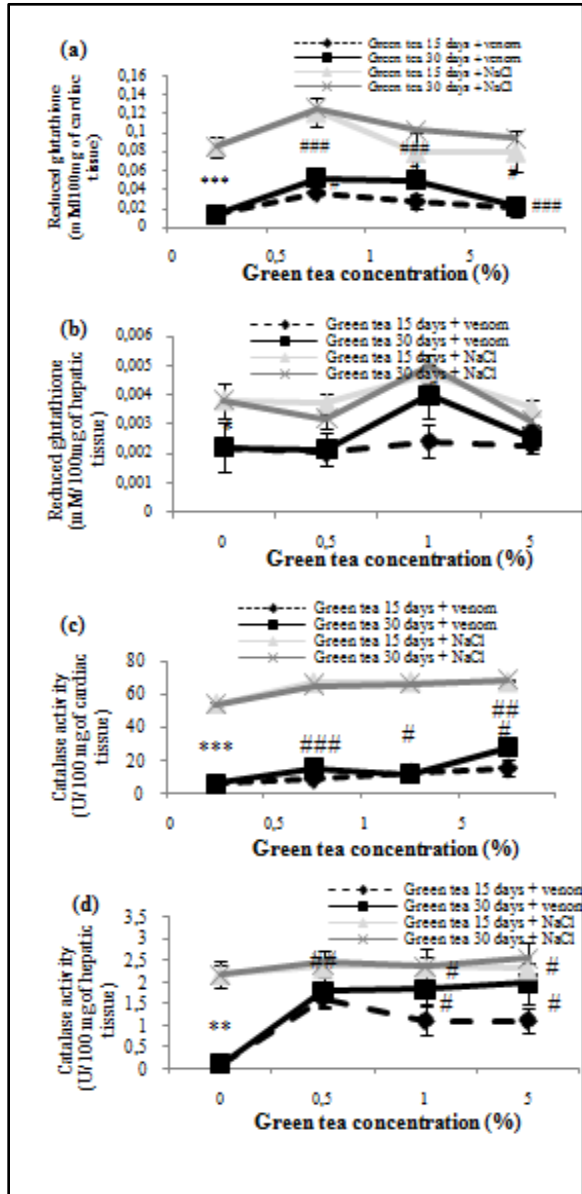 (a)
Green tea 15 days + venom
Green tea 30 days + venom
Green tea 15 days + NaCl
Green tea 30 days + NaCl
Reduced glutathione
(mM/100mg of cardiac
tissue)
0,16
0,14
0,12
0,1
0,08
0,06
0,04
0,02
0
***
###
###
#
###
0 0,5 1 5
Green tea concentration (%)
(b)
Green tea 15 days + venom
Green tea 30 days + venom
Green tea 15 days + NaCl
Green tea 30 days + NaCl
Reduced glutathione
(mM/100mg of hepatic
tissue)
0,006
0,005
0,004
0,003
0,002
0,001
0
*
0 0,5 1 5
Green tea concentration (%)
(c)
Green tea 15 days + venom
Green tea 30 days + venom
Green tea 15 days + NaCl
Green tea 30 days + NaCl
Catalase activity
(U/100 mg of cardiac
tissue)
80
60
40
20
0
***
###
#
##
#
0 0,5 1 5
Green tea concentration (%)
(d)
Green tea 15 days + venom
Green tea 30 days + venom
Green tea 15 days + NaCl
Green tea 30 days + NaCl
Catalase activity
(U/100 mg of hepatic
tissue)
3,5
3
2,5
2
1,5
1
0,5
0
**
##
#
#
#
#
0 0,5 1 5
Green tea concentration (%)